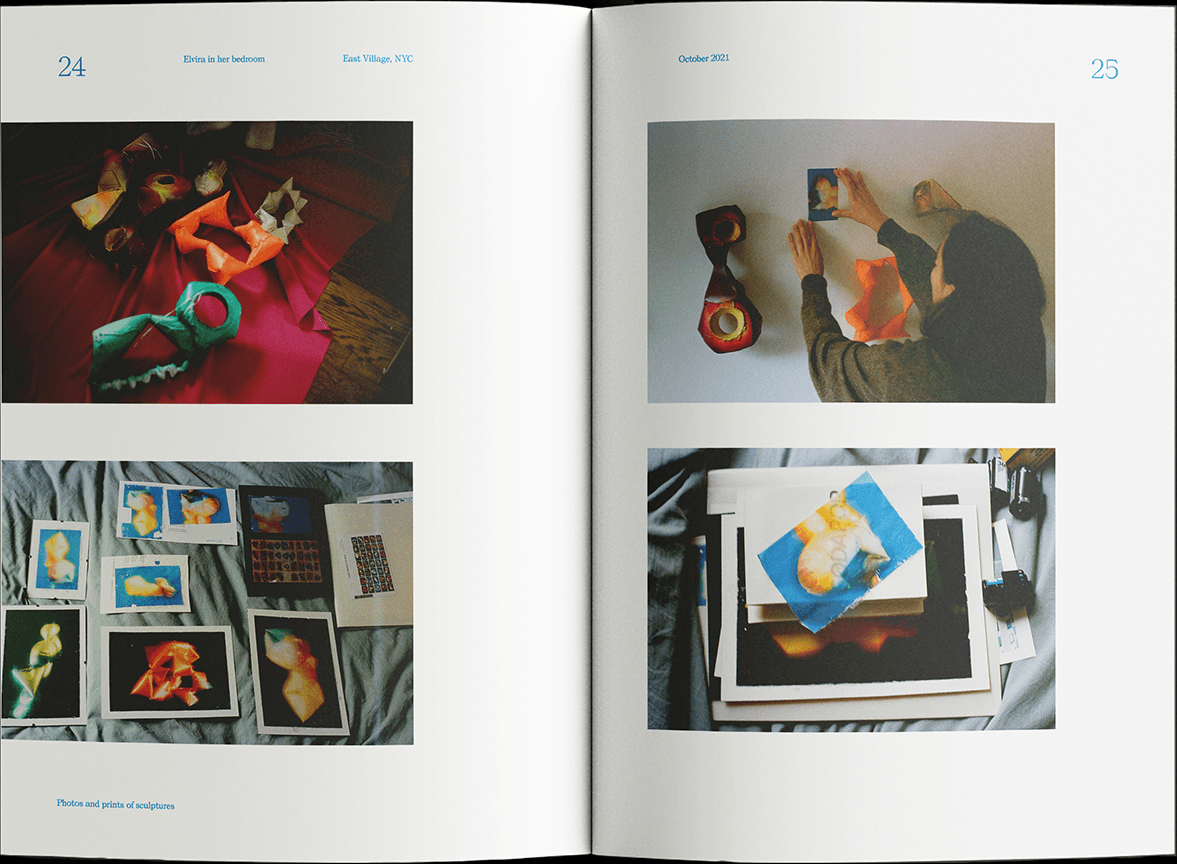 24
Elvira in her bedroom
East Village, NYC
October 2021
25
Photos and prints of sculptures